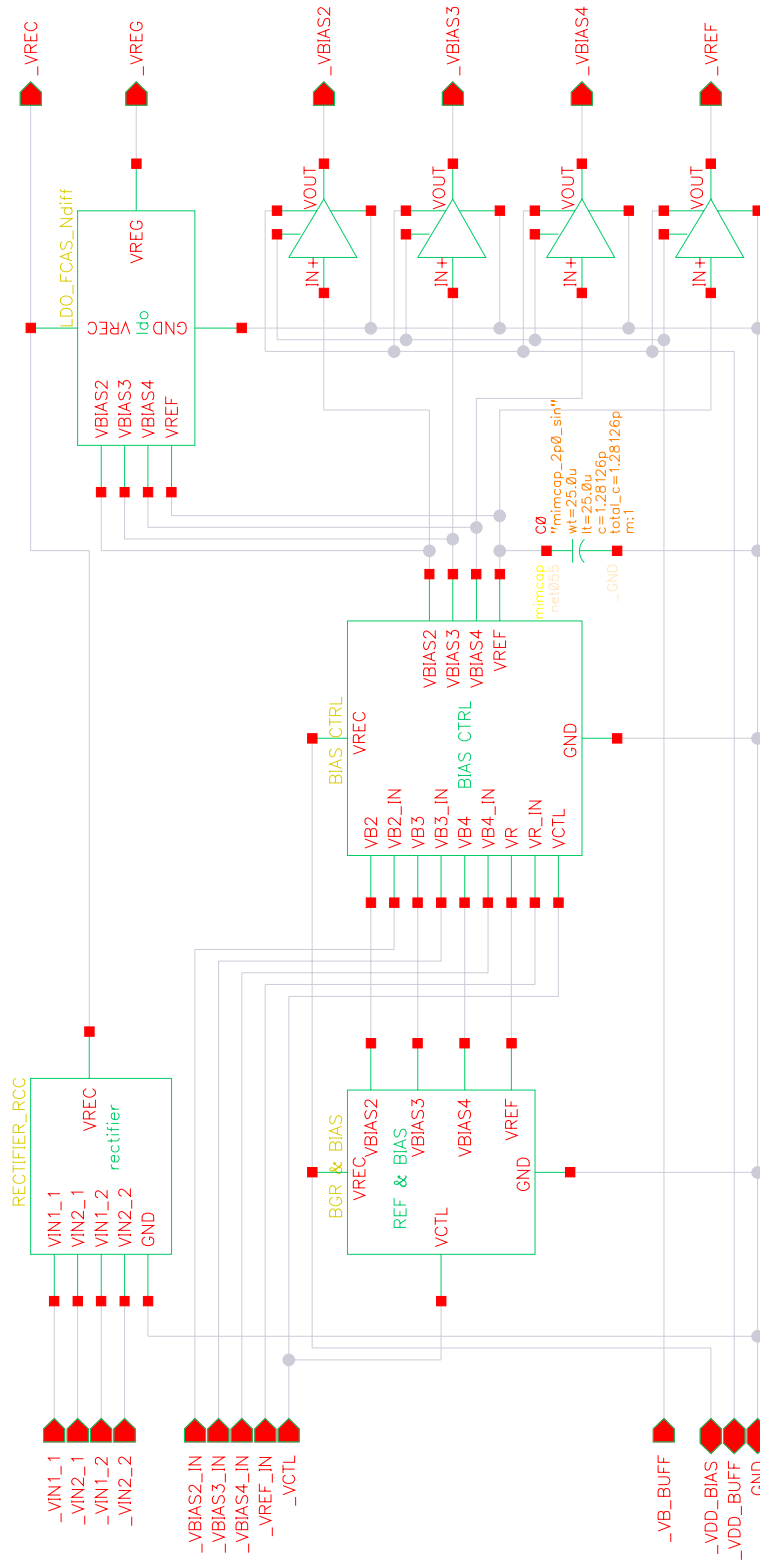 _VREC
_VREG
_VBIAS2
_VBIAS3
_VBIAS4
_VREF
LDO_FCAS_Ndiff
VREG
VREC
ldo
GND
VBIAS2
VBIAS3
VBIAS4
VREF
VOUT
IN+
VOUT
IN+
VOUT
IN+
VOUT
IN+
C0
"mimcap_2p0_sin"
wt=25.0u
lt=25.0u
c=1.28126p
total_c=1.28126p
m:1
mimcap
net055
_GND
BIAS CTRL
VREC
BIAS CTRL
VBIAS2
VBIAS3
VBIAS4
VREF
GND
VB2
VB2_IN
VB3
VB3_IN
VB4
VB4_IN
VR
VR_IN
VCTL
RECTIFIER_RCC
VREC
rectifier
VIN1_1
VIN2_1
VIN1_2
VIN2_2
GND
BGR & BIAS
VREC
REF & BIAS
VBIAS2
VBIAS3
VBIAS4
VREF
GND
VCTL
_VIN1_1
_VIN2_1
_VIN1_2
_VIN2_2
_VBIAS2_IN
_VBIAS3_IN
_VBIAS4_IN
_VREF_IN
_VCTL
_VB_BUFF
_VDD_BIAS
_VDD_BUFF